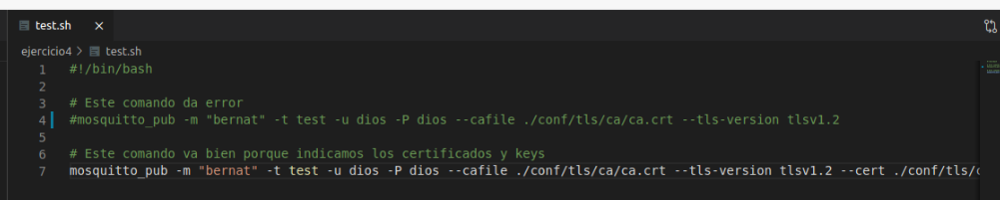 test.sh
ejercicio4 > test.sh
1 #!/bin/bash
2
3 # Este comando da error
4 #mosquitto_pub -m "bernat" -t test -u dios -P dios --cafile ./conf/tls/ca/ca.crt --tls-version tlsv1.2
5
6 # Este comando va bien porque indicamos los certificados y keys
7 mosquitto_pub -m "bernat" -t test -u dios -P dios --cafile ./conf/tls/ca/ca.crt --tls-version tlsv1.2 --cert ./conf/tls/